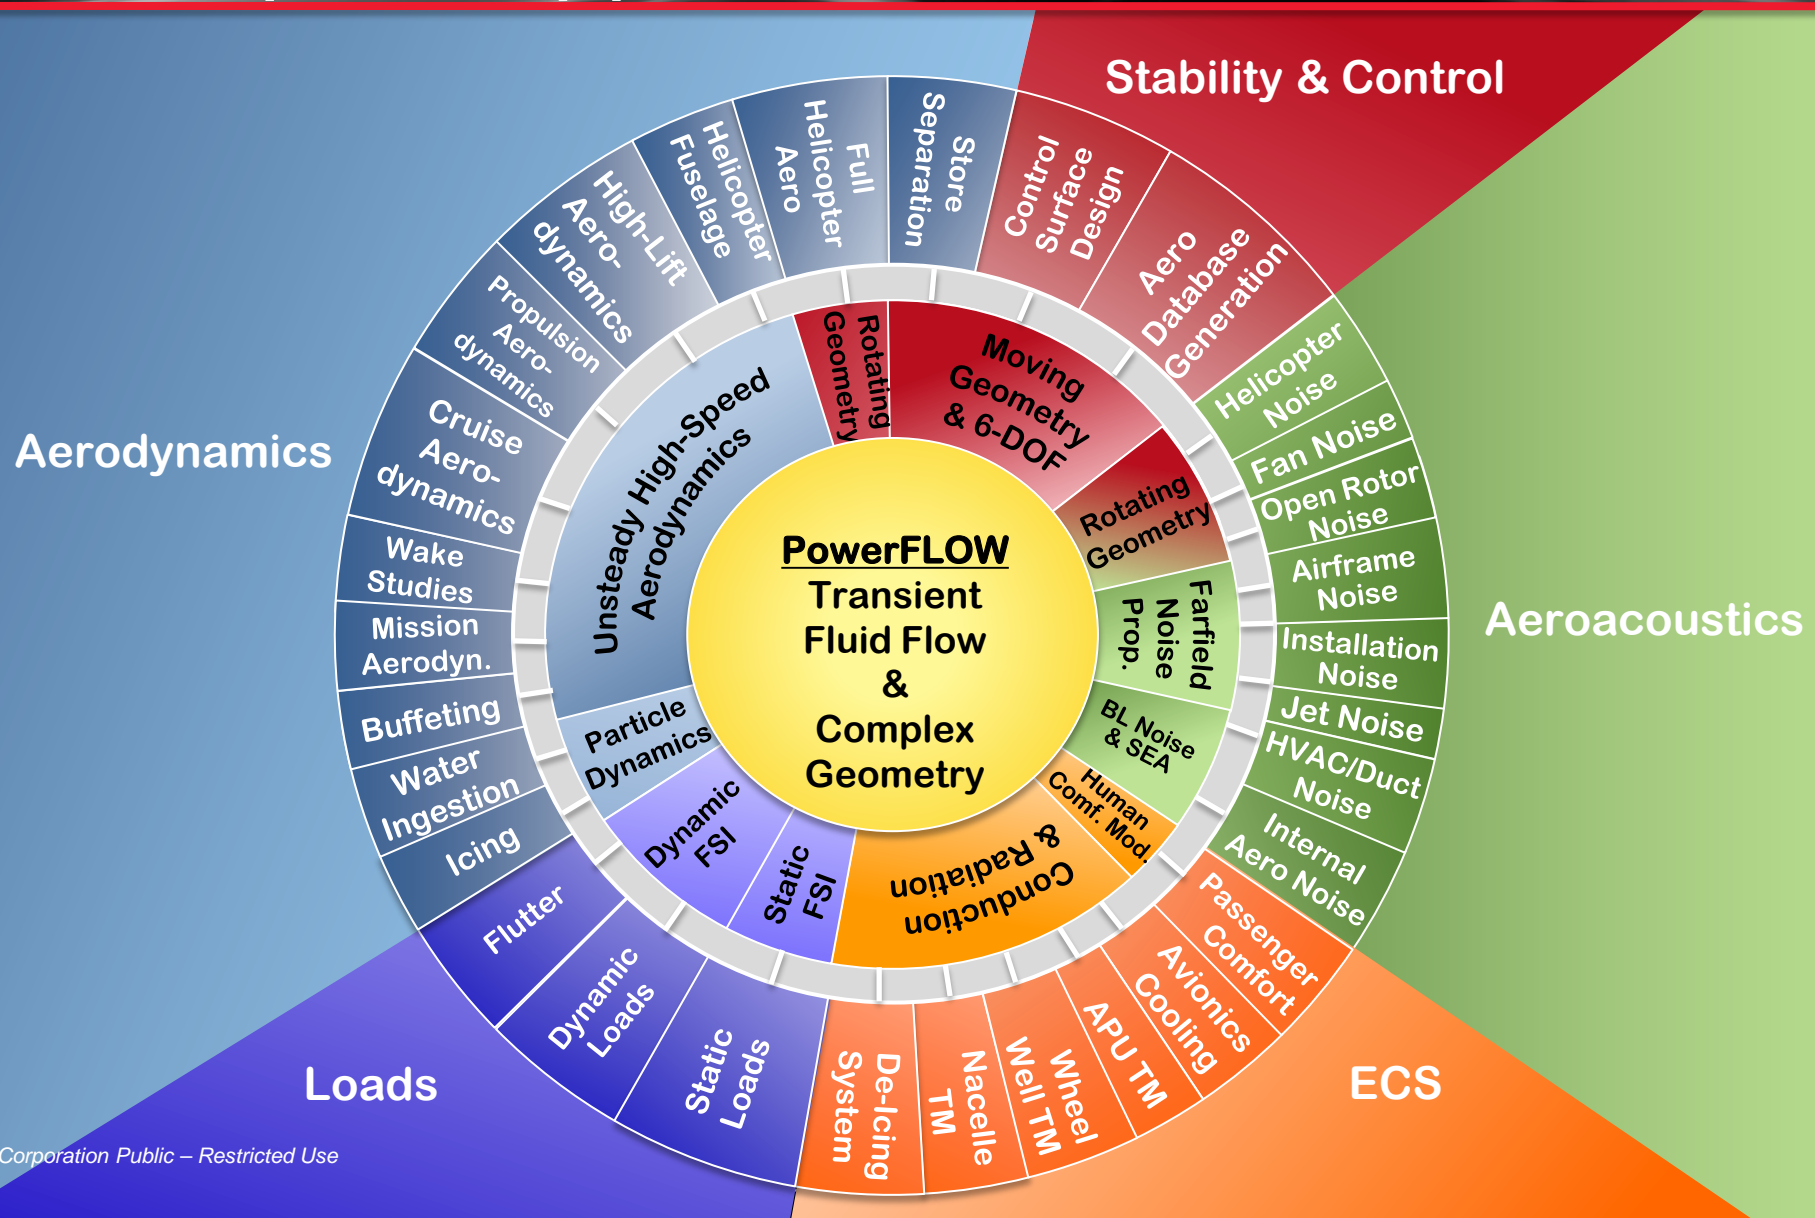 Stability & Control
Aerodynamics
Aeroacoustics
Loads
ECS
Store
Separation
Control
Surface
Design
Aero
Database
Generation
Helicopter
Noise
Fan Noise
Open Rotor
Noise
Airframe
Noise
Installation
Noise
Jet Noise
HVAC/Duct
Noise
Internal
Aero Noise
Passenger
Comfort
Avionics
Cooling
APU TM
Wheel
Well TM
Nacelle
TM
De-Icing
System
Static
Loads
Dynamic
Loads
Flutter
Icing
Water
Ingestion
Buffeting
Mission
Aerodyn.
Wake
Studies
Cruise
Aero-
dynamics
Propulsion
Aero-
dynamics
High-Lift
Aero-
dynamics
Helicopter
Fuselage
Full
Helicopter
Aero
Rotating
Geometry
Moving
Geometry
& 6-DOF
Rotating
Geometry
Farfield
Noise
Prop.
BL Noise
& SEA
Human
Comf. Mod.
Conduction
& Radiation
Static
FSI
Dynamic
FSI
Particle
Dynamics
Unsteady High-Speed
Aerodynamics
PowerFLOW
Transient
Fluid Flow
&
Complex
Geometry
Corporation Public – Restricted Use